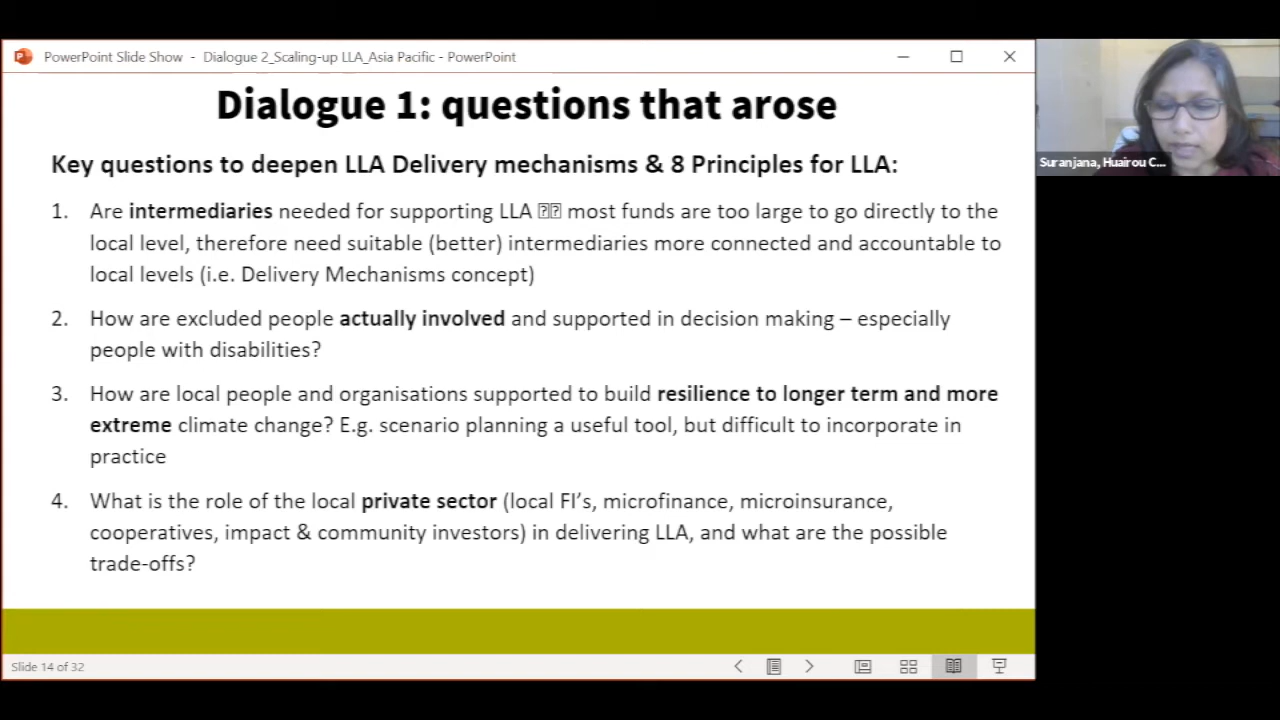 PowerPoint Slide Show - Dialogue 2_Scaling-up LLA_Asia Pacific - PowerPoint
Dialogue 1: questions that arose
Key questions to deepen LLA Delivery mechanisms & 8 Principles for LLA:
1. Are intermediaries needed for supporting LLA ⍰⍰ most funds are too large to go directly to the
local level, therefore need suitable (better) intermediaries more connected and accountable to
local levels (i.e. Delivery Mechanisms concept)
2. How are excluded people actually involved and supported in decision making – especially
people with disabilities?
3. How are local people and organisations supported to build resilience to longer term and more
extreme climate change? E.g. scenario planning a useful tool, but difficult to incorporate in
practice
4. What is the role of the local private sector (local FI's, microfinance, microinsurance,
cooperatives, impact & community investors) in delivering LLA, and what are the possible
trade-offs?
Slide 14 of 32
Suranjana, Huairou C...